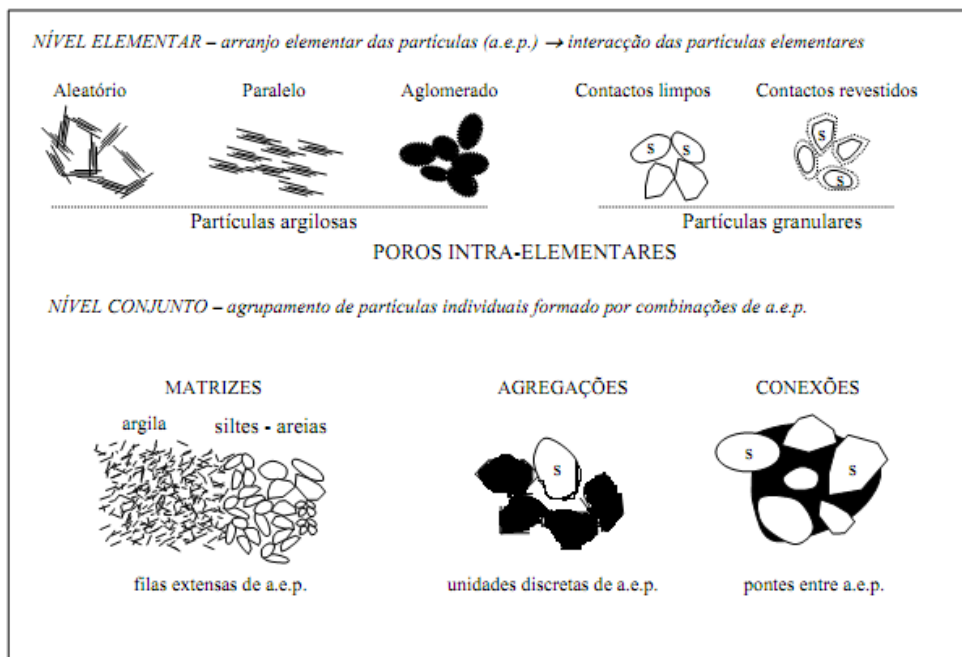 NÍVEL ELEMENTAR – arranjo elementar das partículas (a.e.p.) → interacção das partículas elementares
Aleatório Paralelo Aglomerado Contactos limpos Contactos revestidos
s s s
s
Partículas argilosas Partículas granulares
POROS INTRA-ELEMENTARES
NÍVEL CONJUNTO – agrupamento de partículas individuais formado por combinações de a.e.p.
MATRIZES AGREGAÇÕES CONEXÕES
argila siltes - areias
s s s
filas extensas de a.e.p. unidades discretas de a.e.p. pontes entre a.e.p.